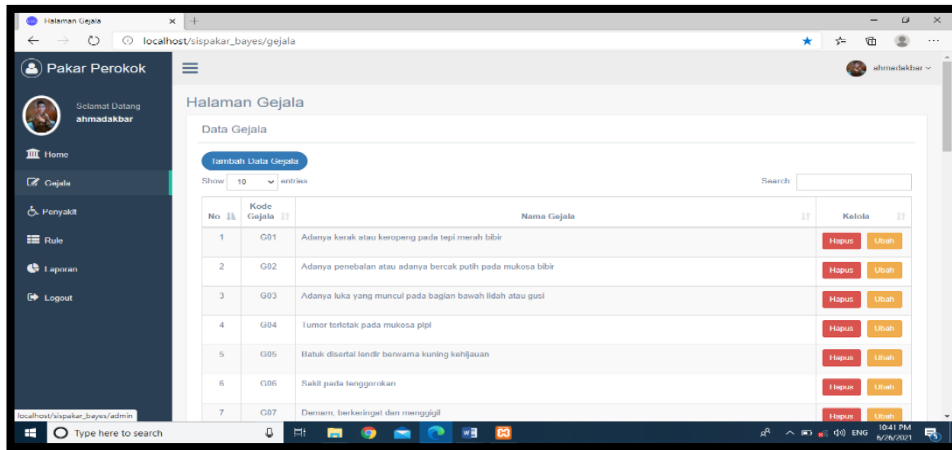 Halaman Gejala
localhost/sispakar_bayes/gejala
Pakar Perokok
ahmadakbar
Selamat Datang
ahmadakbar
Home
Gejala
Penyakit
Rule
Laporan
Logout
Halaman Gejala
Data Gejala
Tambah Data Gejala
Show 10 entries
Search:
No Kode Gejala Nama Gejala Kelola
1 G01 Adanya kerak atau keropeng pada tepi merah bibir Hapus Ubah
2 G02 Adanya penebalan atau adanya bercak putih pada mukosa bibir Hapus Ubah
3 G03 Adanya luka yang muncul pada bagian bawah lidah atau gusi Hapus Ubah
4 G04 Tumor terletak pada mukosa pipi Hapus Ubah
5 G05 Batuk disertai lendir berwarna kuning kehijauan Hapus Ubah
6 G06 Sakit pada tenggorokan Hapus Ubah
7 G07 Demam, berkeringat dan menggigil Hapus Ubah
localhost/sispakar_bayes/admin
Type here to search
ENG
10:41 PM
6/26/2021